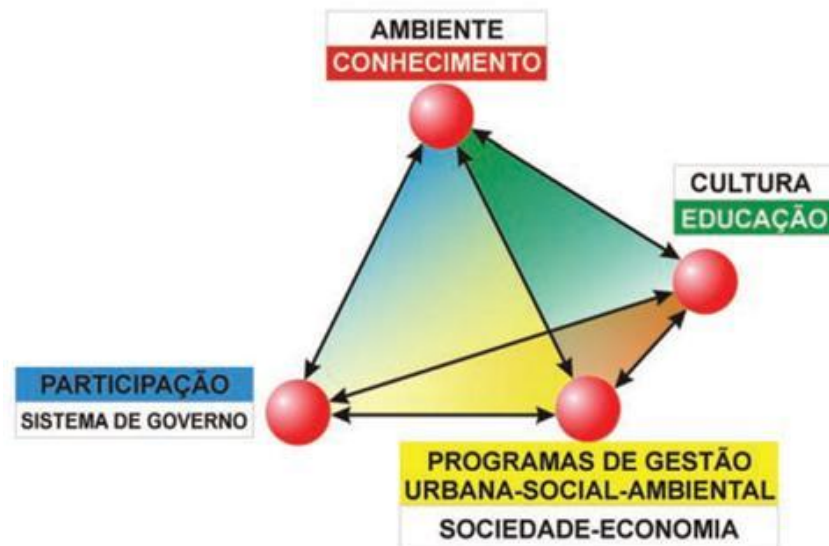 AMBIENTE
CONHECIMENTO
CULTURA
EDUCAÇÃO
PARTICIPAÇÃO
SISTEMA DE GOVERNO
PROGRAMAS DE GESTÃO
URBANA-SOCIAL-AMBIENTAL
SOCIEDADE-ECONOMIA